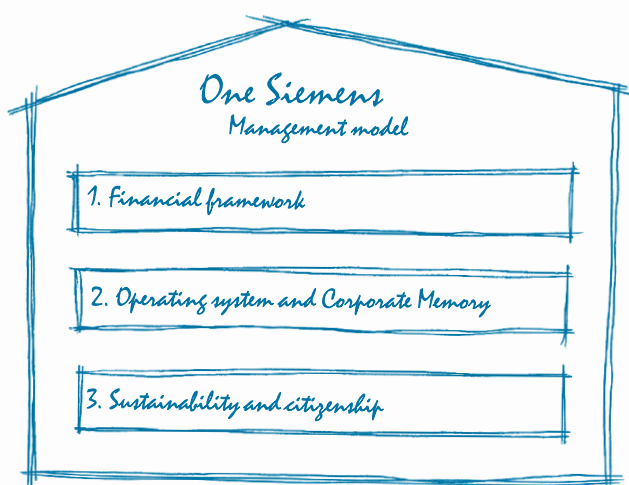 One Siemens
Management model
1. Financial framework
2. Operating system and Corporate Memory
3. Sustainability and citizenship